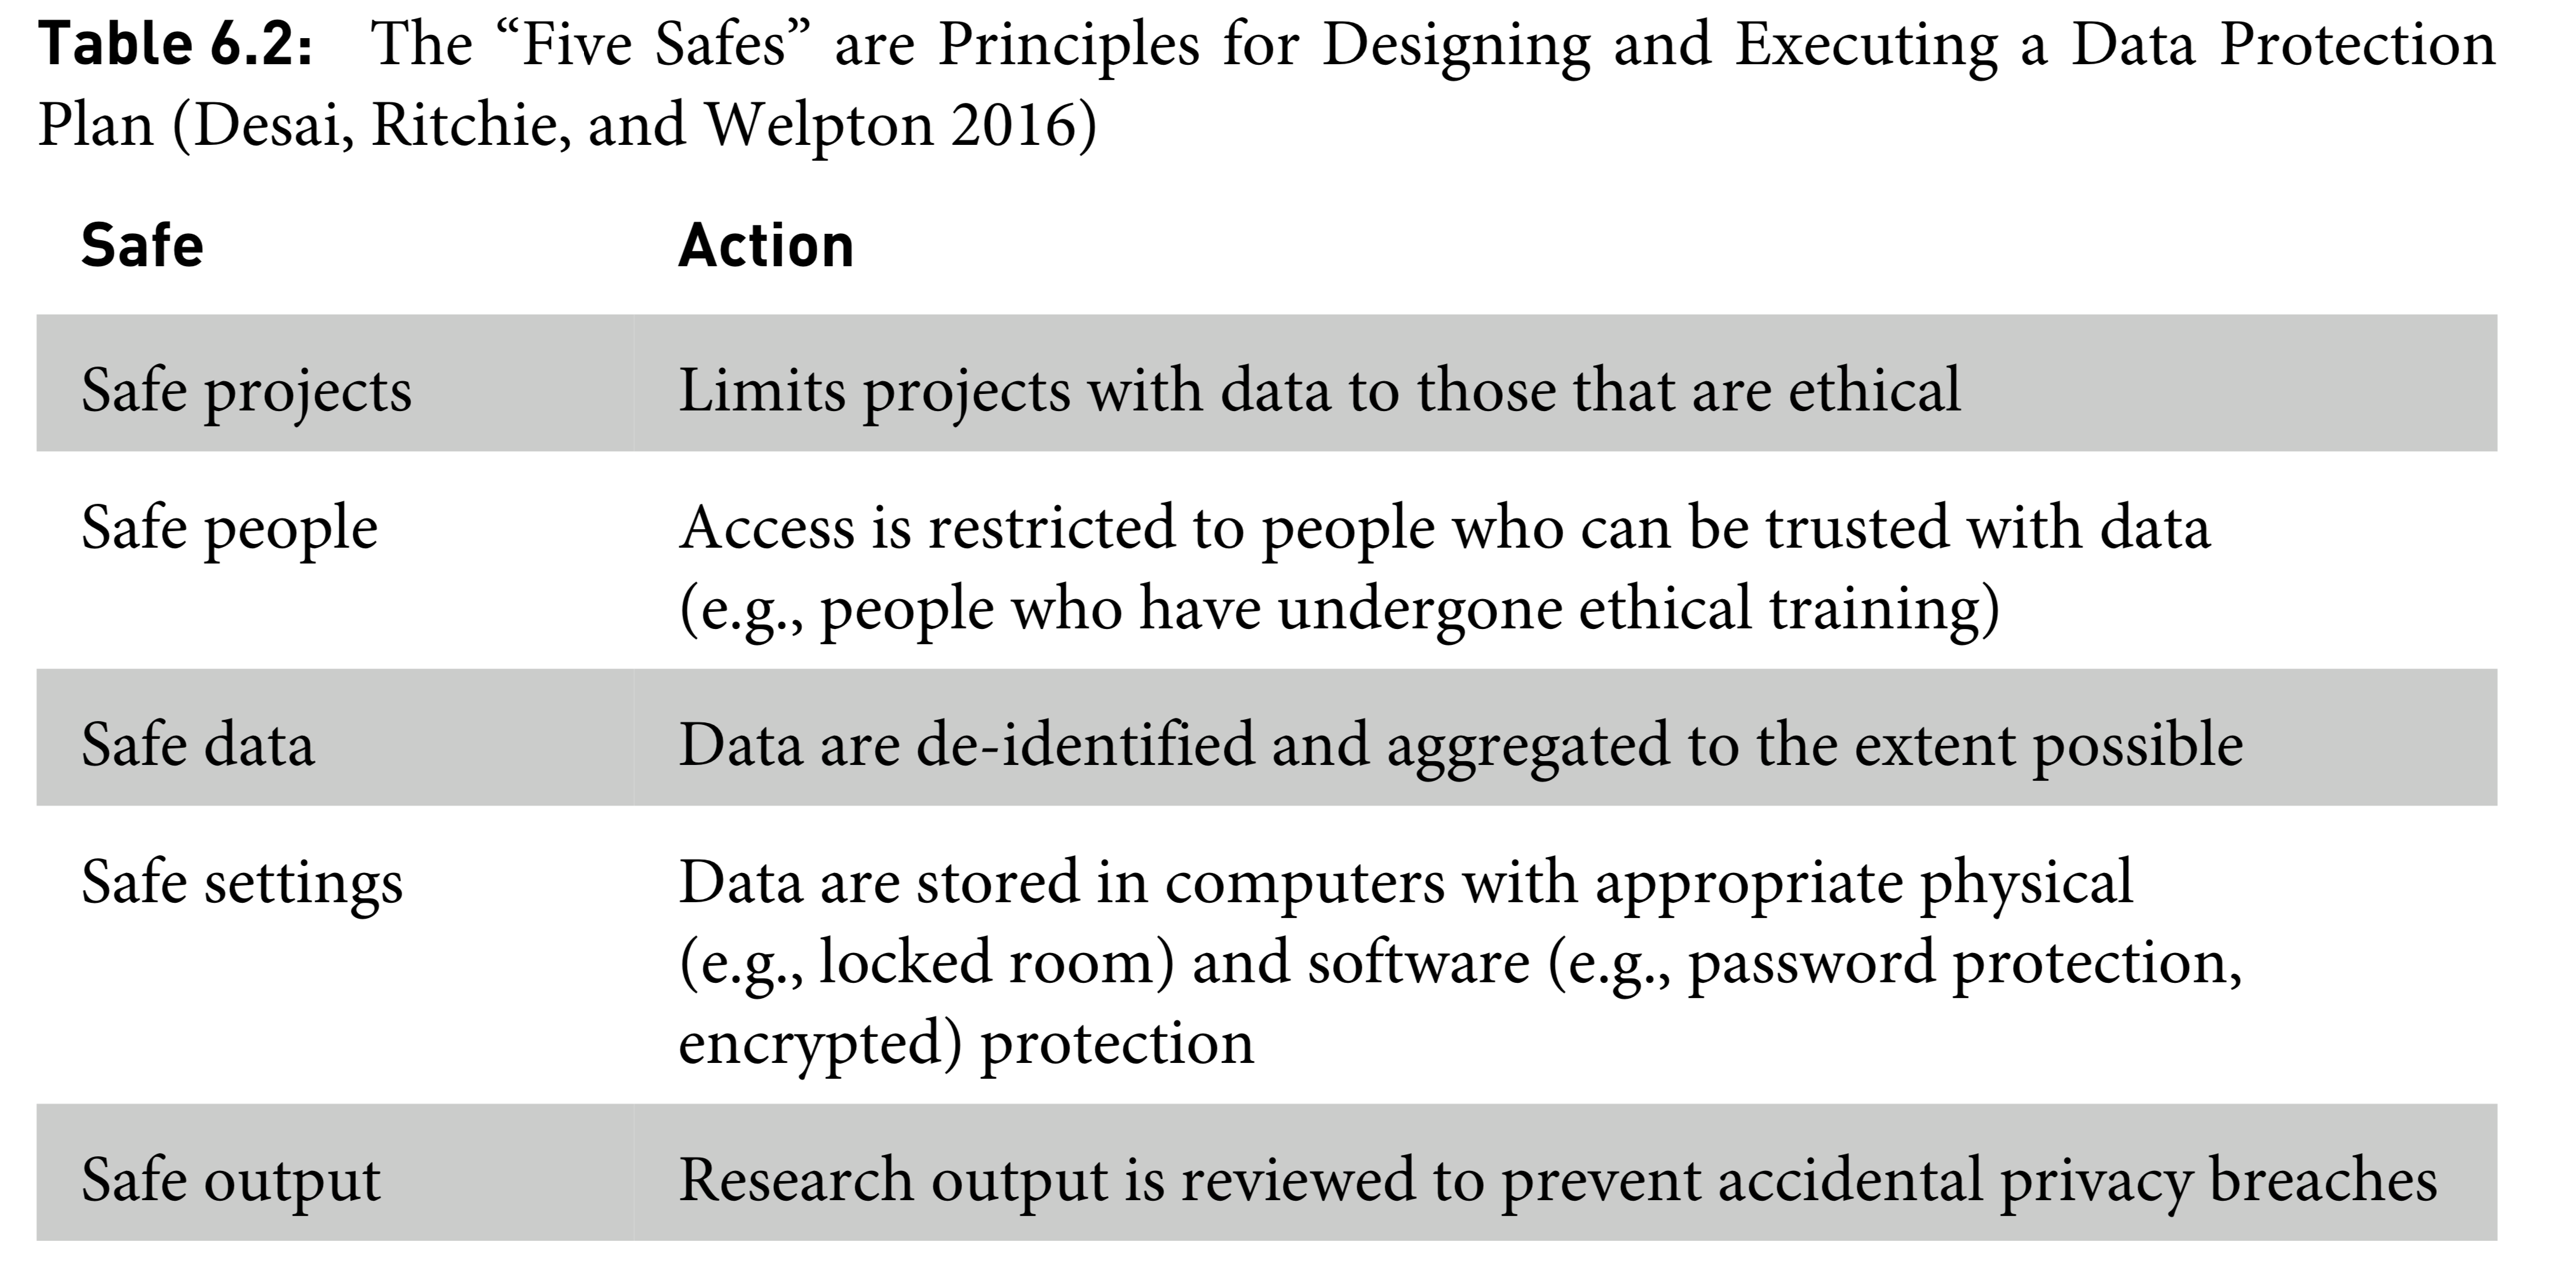 Table 6.2: The “Five Safes” are Principles for Designing and Executing a Data Protection
Plan (Desai, Ritchie, and Welpton 2016)
Safe Action
Safe projects Limits projects with data to those that are ethical
Safe people Access is restricted to people who can be trusted with data
(e.g., people who have undergone ethical training)
Safe data Data are de-identified and aggregated to the extent possible
Safe settings Data are stored in computers with appropriate physical
(e.g., locked room) and software (e.g., password protection,
encrypted) protection
Safe output Research output is reviewed to prevent accidental privacy breaches